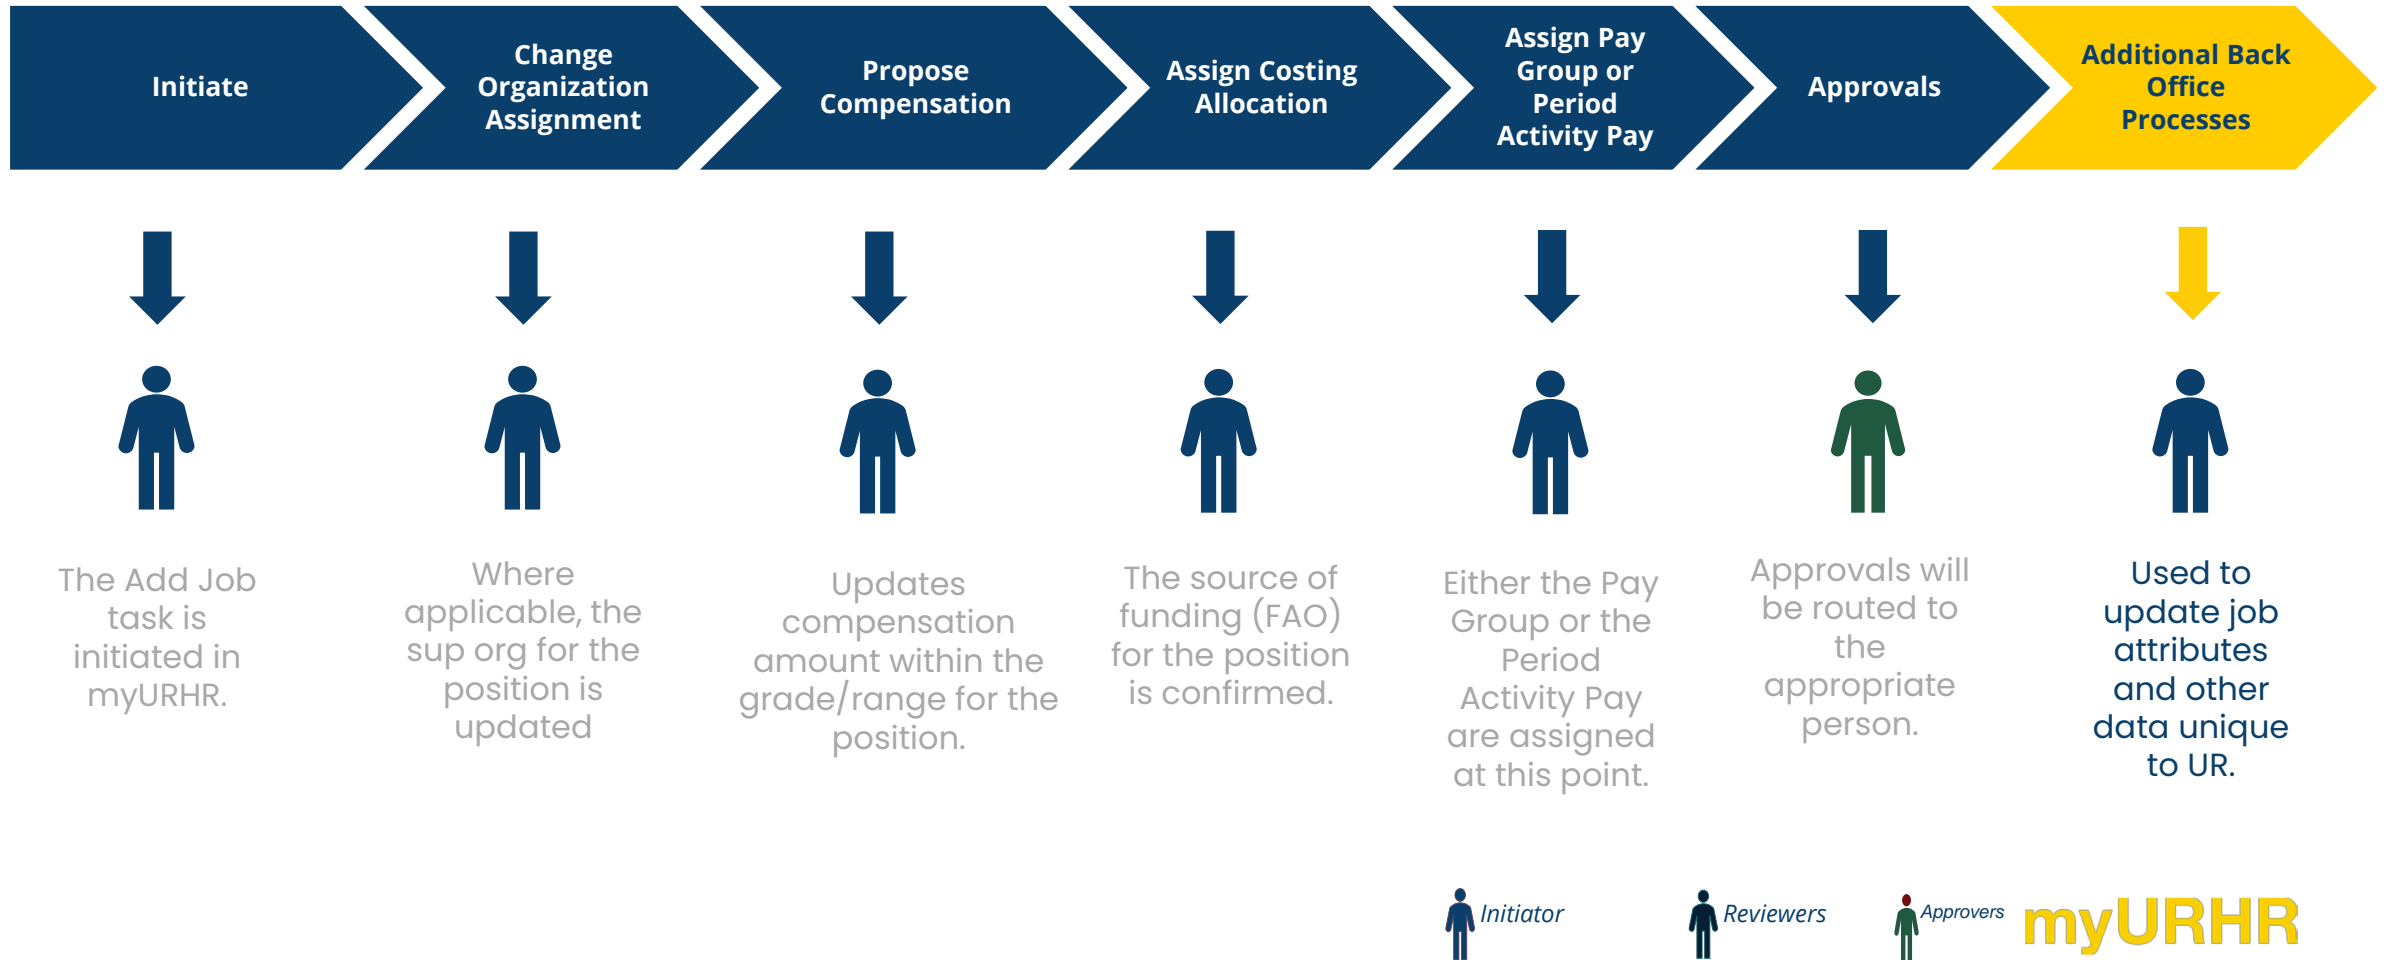 Initiate
Change
Organization
Assignment
Propose
Compensation
Assign Costing
Allocation
Assign Pay
Group or
Period
Activity Pay
Approvals
Additional Back
Office
Processes
The Add Job
task is
initiated in
myURHR.
Where
applicable, the
sup org for the
position is
updated
Updates
compensation
amount within the
grade/range for the
position.
The source of
funding (FAO)
for the position
is confirmed.
Either the Pay
Group or the
Period
Activity Pay
are assigned
at this point.
Approvals will
be routed to
the
appropriate
person.
Used to
update job
attributes
and other
data unique
to UR.
Initiator
Reviewers
Approvers
myURHR